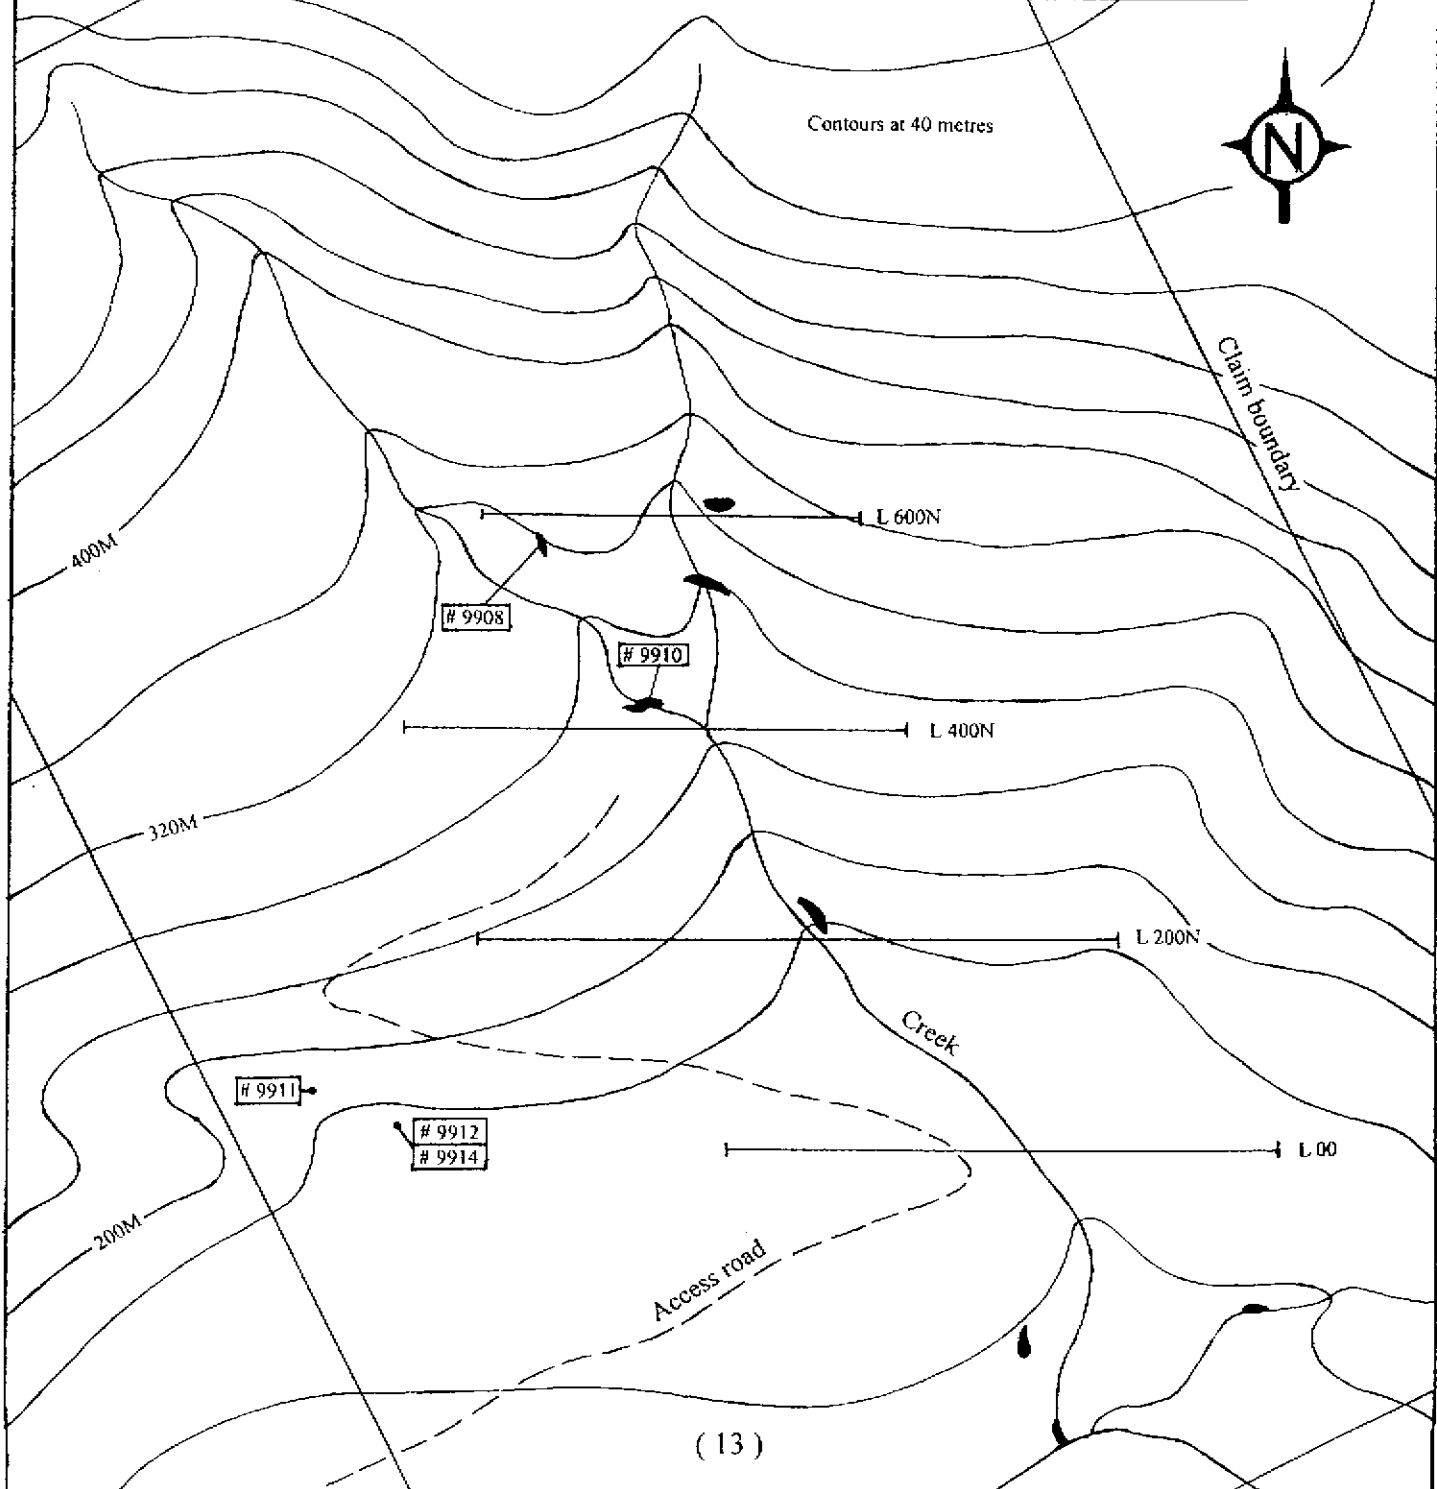 Contours at 40 metres
N
Claim boundary
L 600N
400M
# 9908
# 9910
L 400N
320M
L 200N
Creek
# 9911
# 9912
# 9914
L 00
200M
Access road
( 13 )